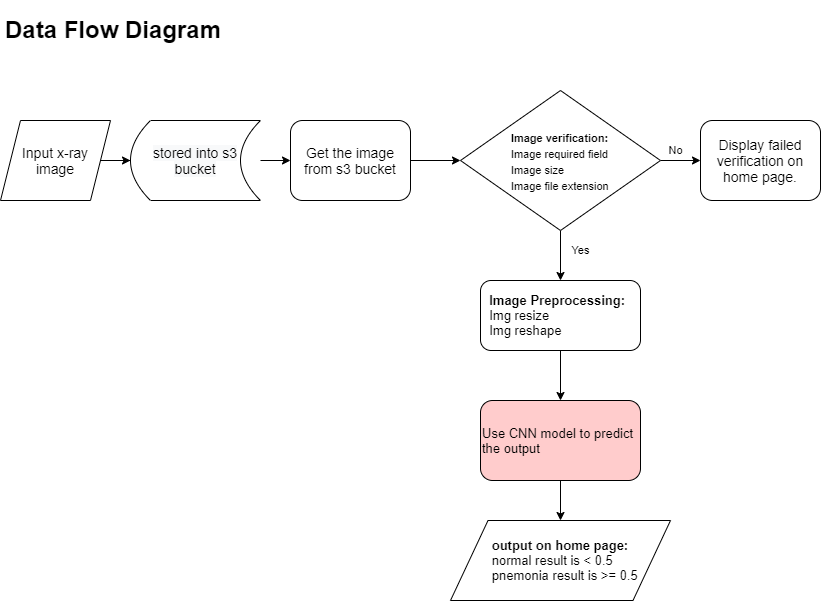 Data Flow Diagram
Input x-ray
image
stored into s3
bucket
Get the image
from s3 bucket
Image verification:
Image required field
Image size
Image file extension
No
Display failed
verification on
home page.
Yes
Image Preprocessing:
Img resize
Img reshape
Use CNN model to predict
the output
output on home page:
normal result is < 0.5
pnemonia result is >= 0.5